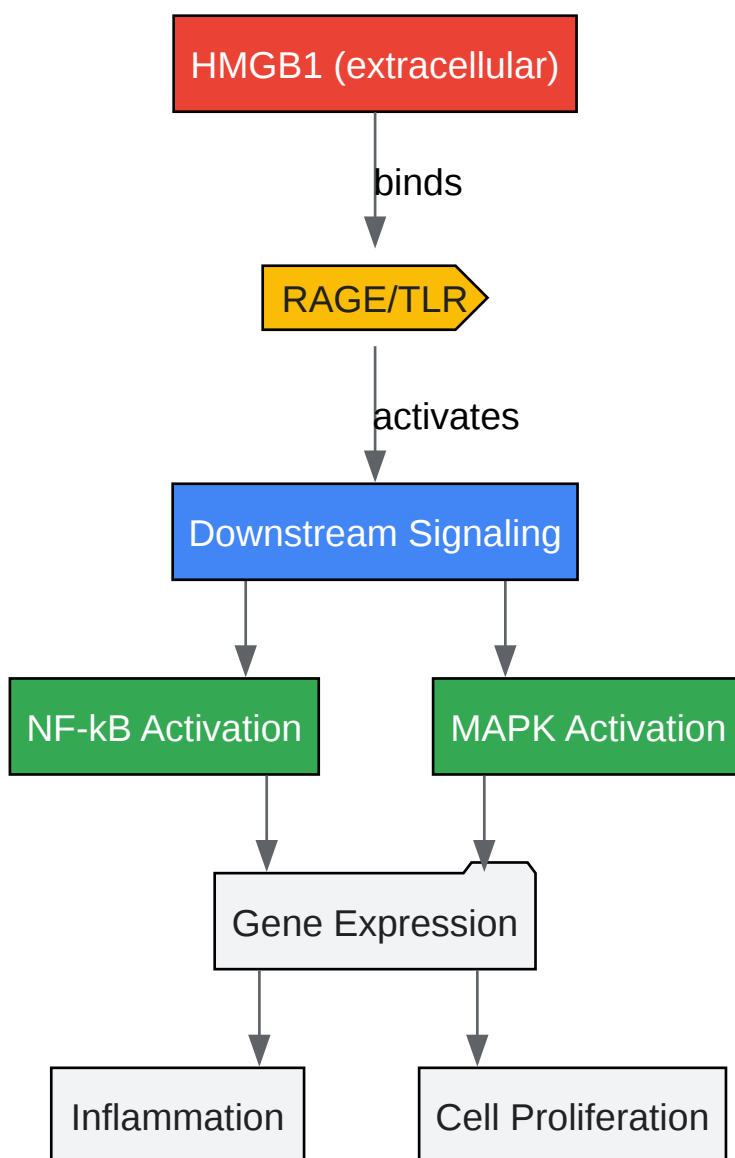 HMGB1 (extracellular)
binds
RAGE/TLR
activates
Downstream Signaling
NF-kB Activation
MAPK Activation
Gene Expression
Inflammation
Cell Proliferation